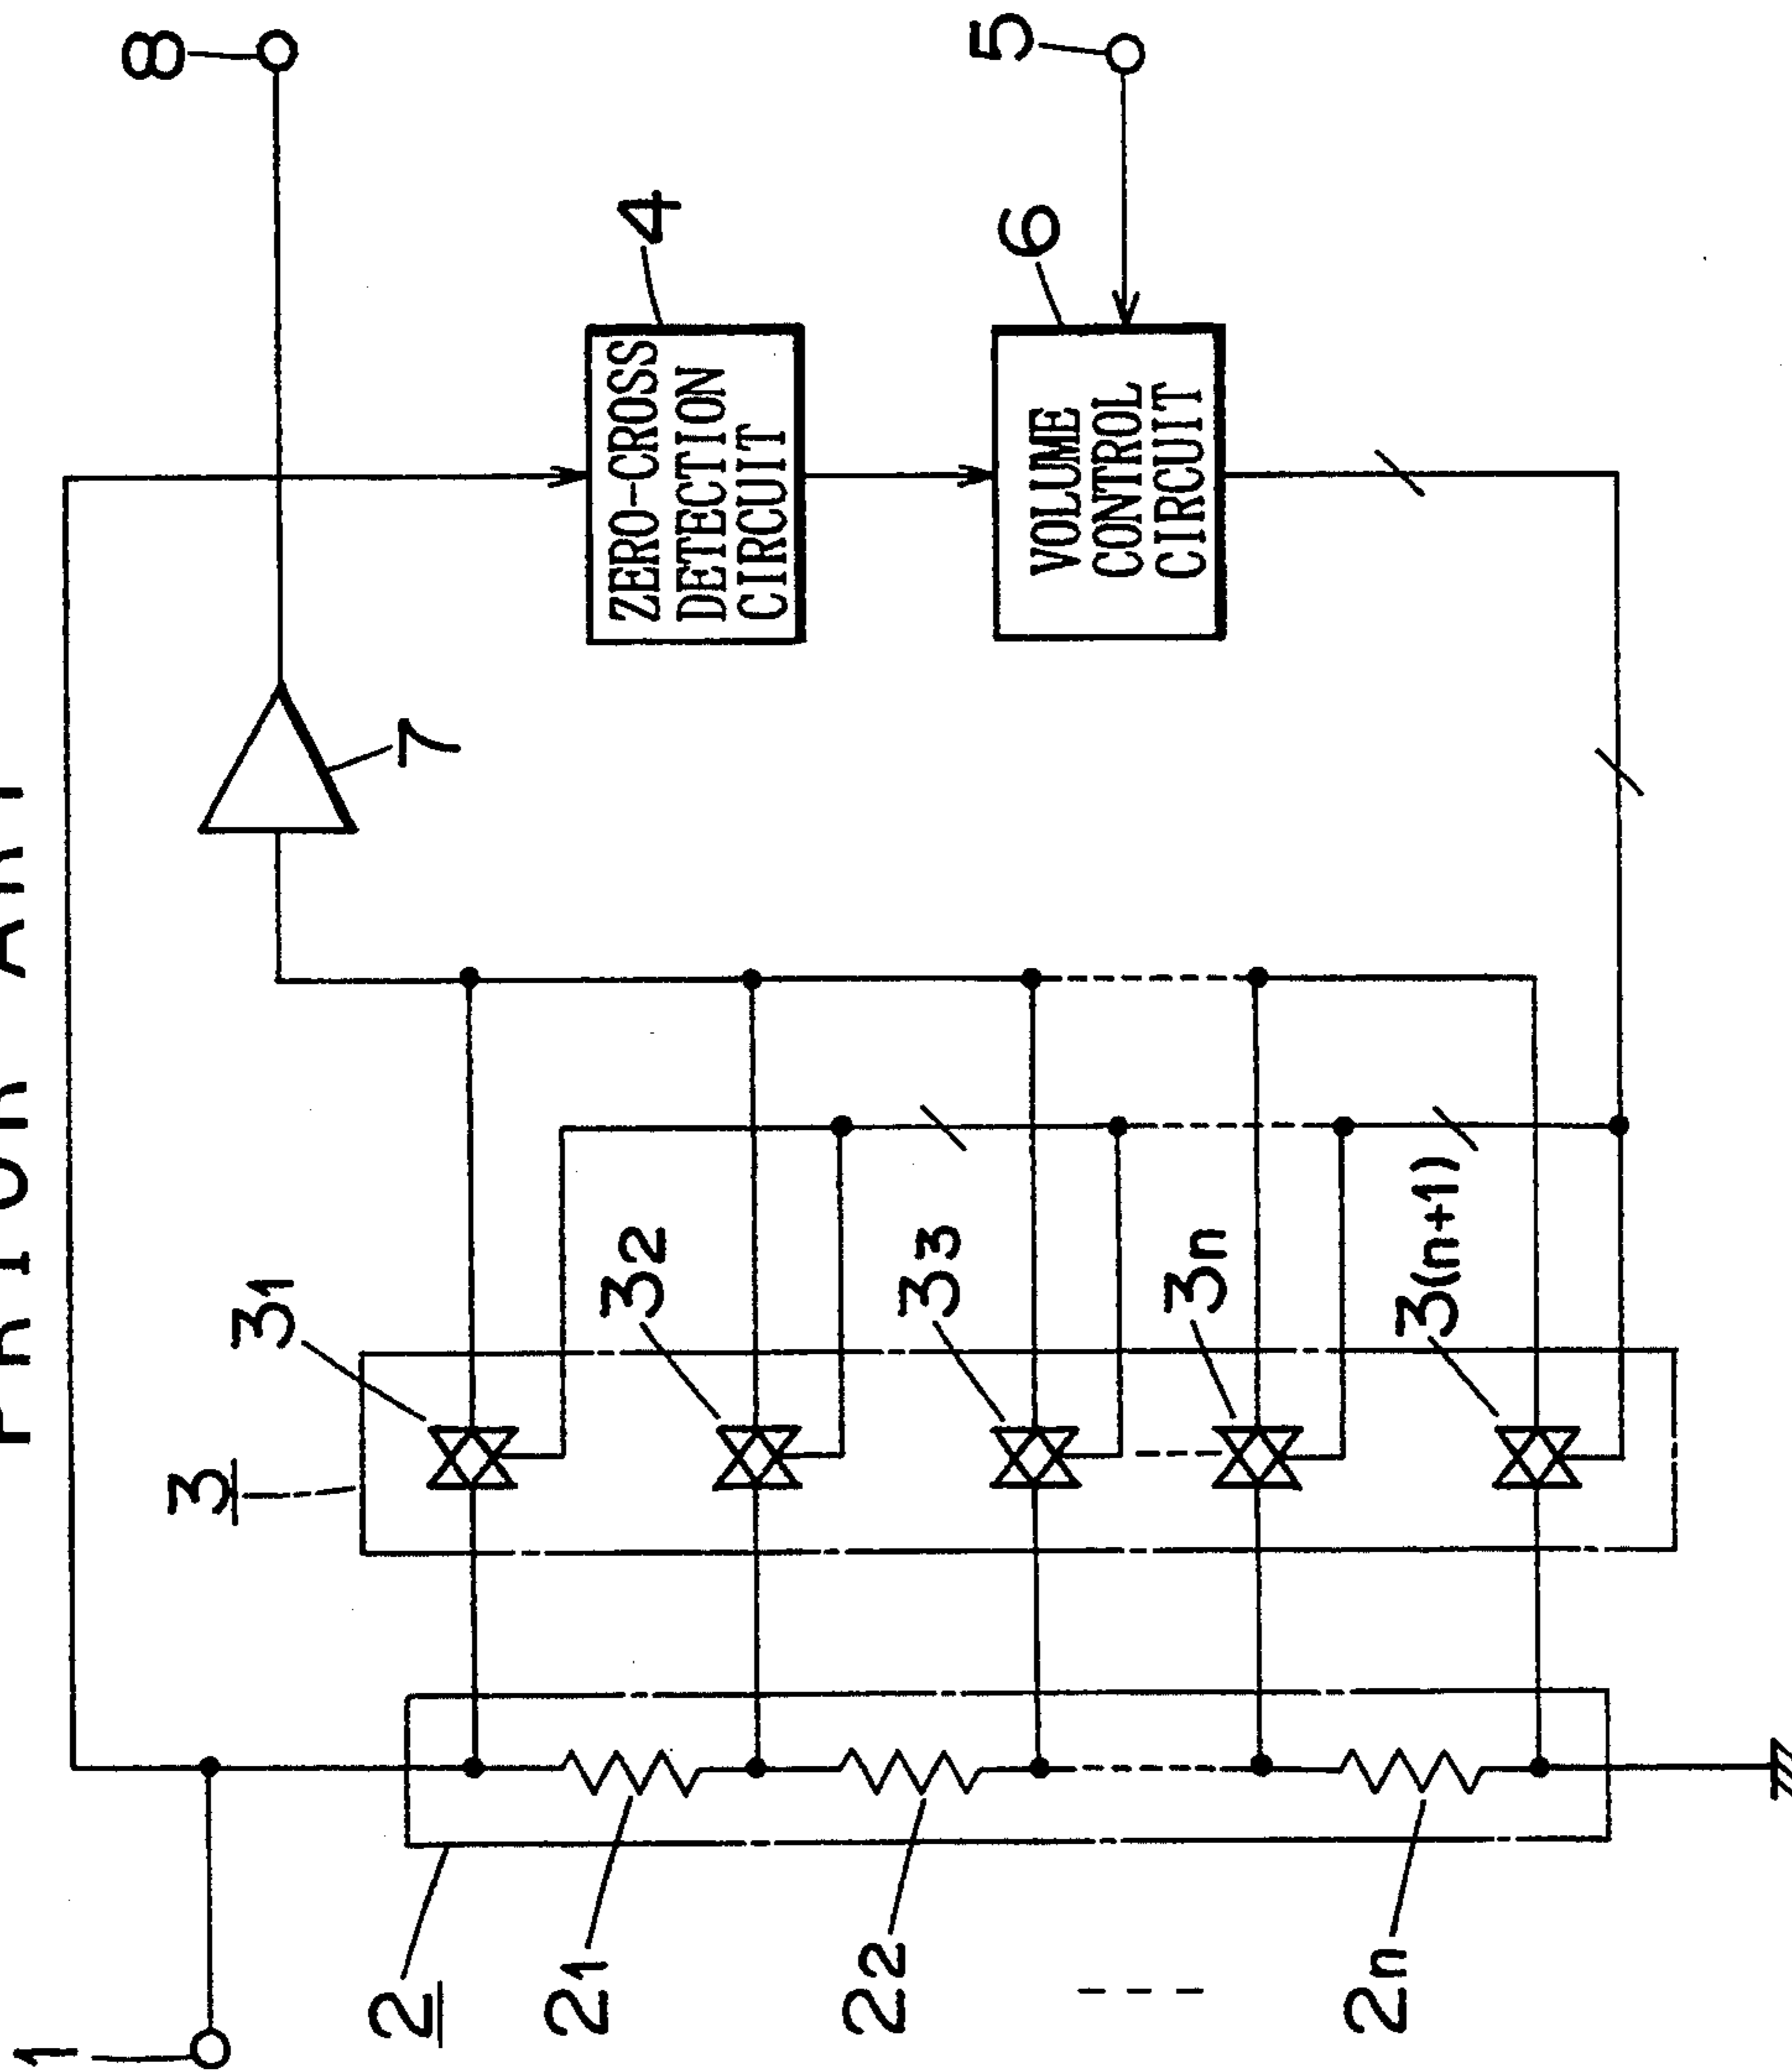 PRIOR ART
8
5
4
6
ZERO-CROSS
DETECTION
CIRCUIT
VOLUME
CONTROL
CIRCUIT
7
3
31
32
33
3n
3(n+1)
1
2
21
22
2n